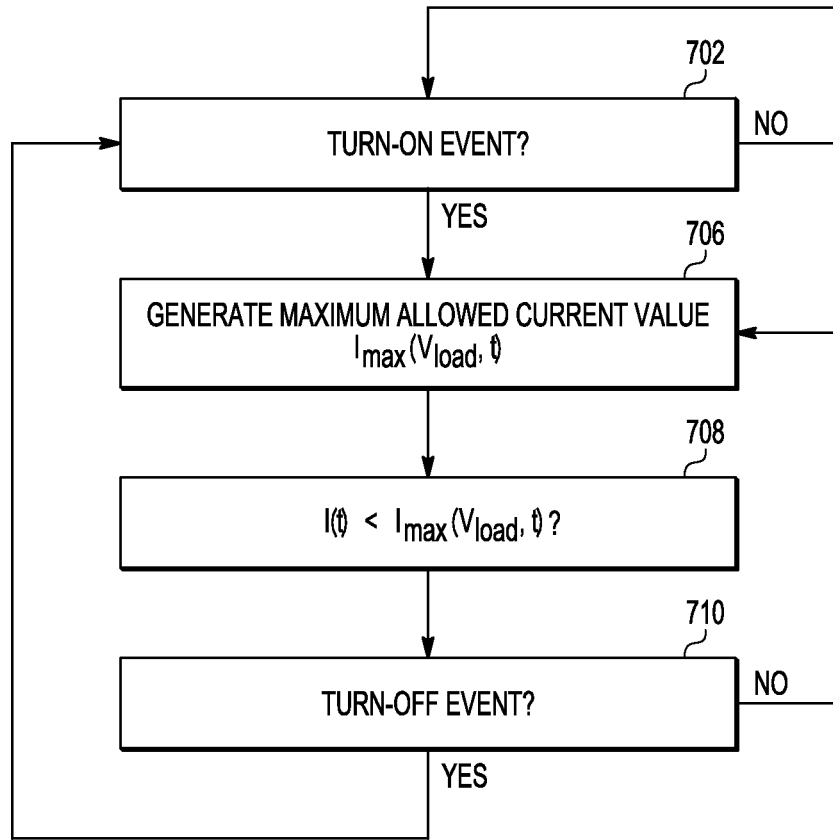 702
TURN-ON EVENT?
NO
YES
706
GENERATE MAXIMUM ALLOWED CURRENT VALUE
Imax(Vload, t)
708
I(t) < Imax(Vload, t) ?
710
TURN-OFF EVENT?
NO
YES